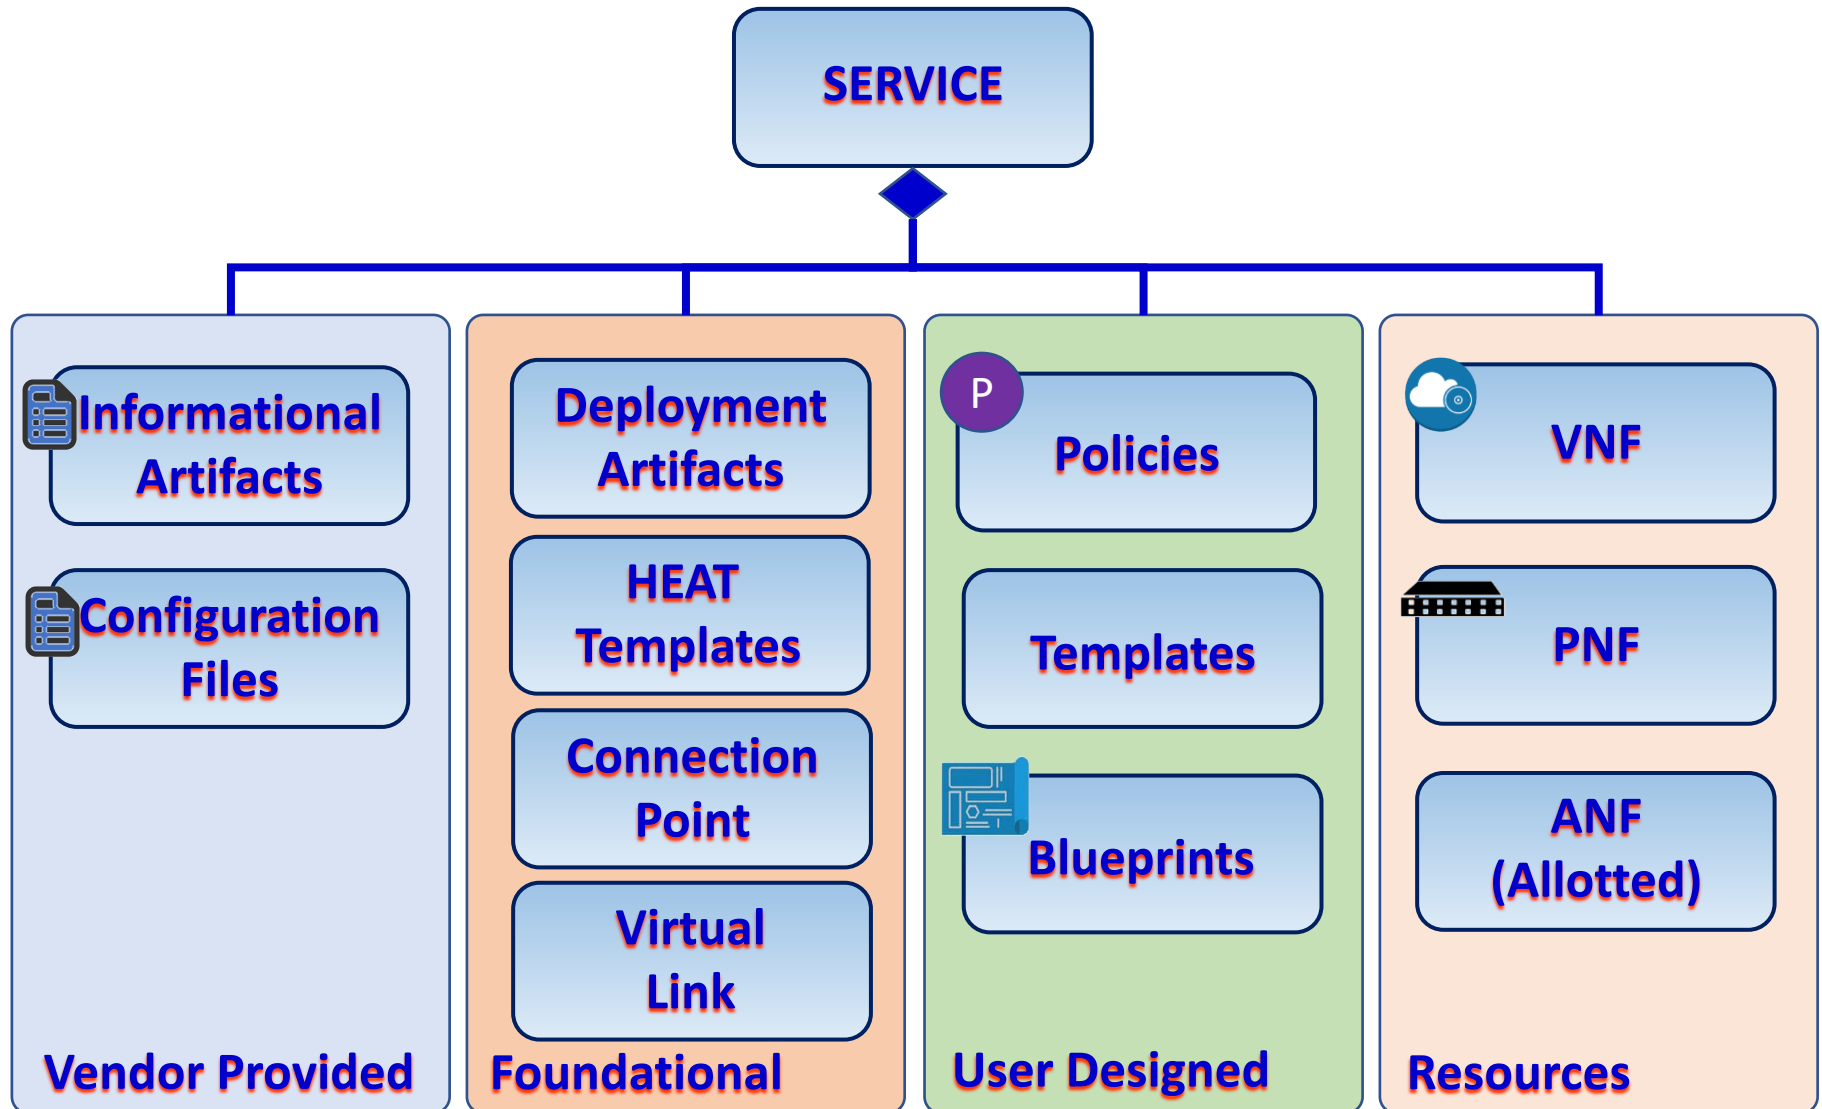 SERVICE
Informational
Artifacts
Configuration
Files
Vendor Provided
Deployment
Artifacts
HEAT
Templates
Connection
Point
Virtual
Link
Foundational
P
Policies
Templates
Blueprints
User Designed
VNF
PNF
ANF
(Allotted)
Resources